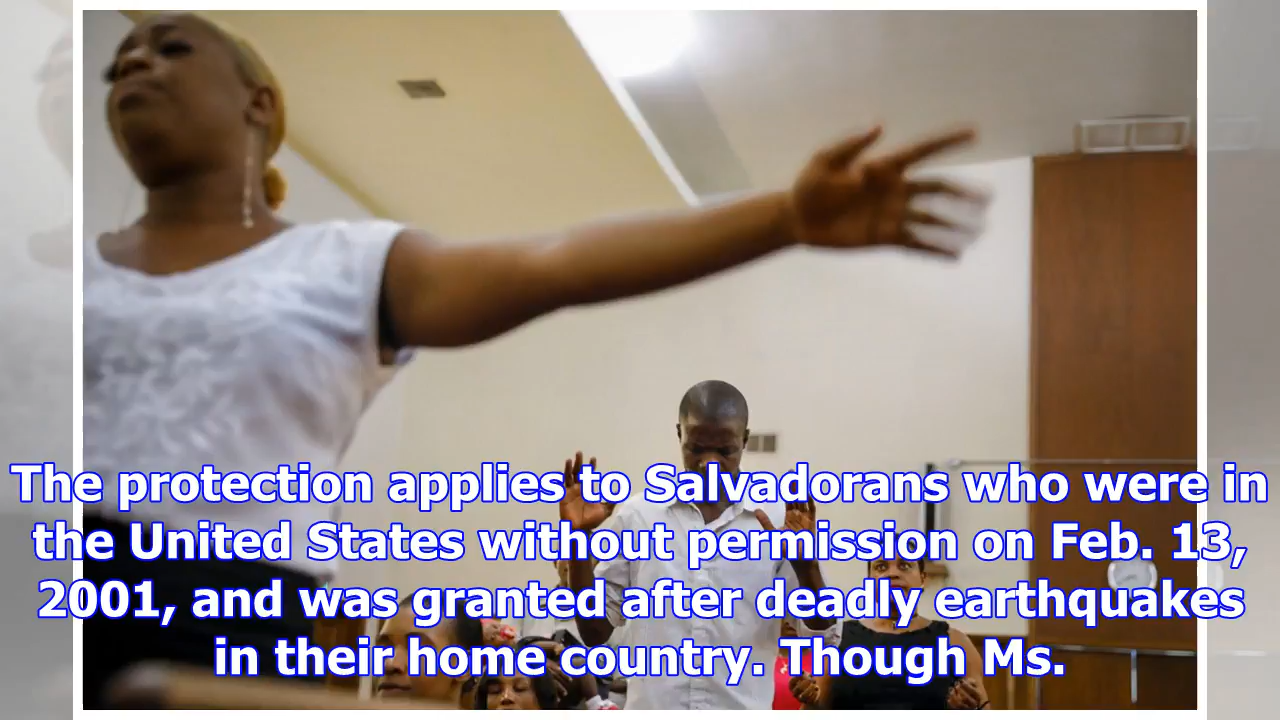 The protection applies to Salvadorans who were in
the United States without permission on Feb. 13,
2001, and was granted after deadly earthquakes
in their home country. Though Ms.